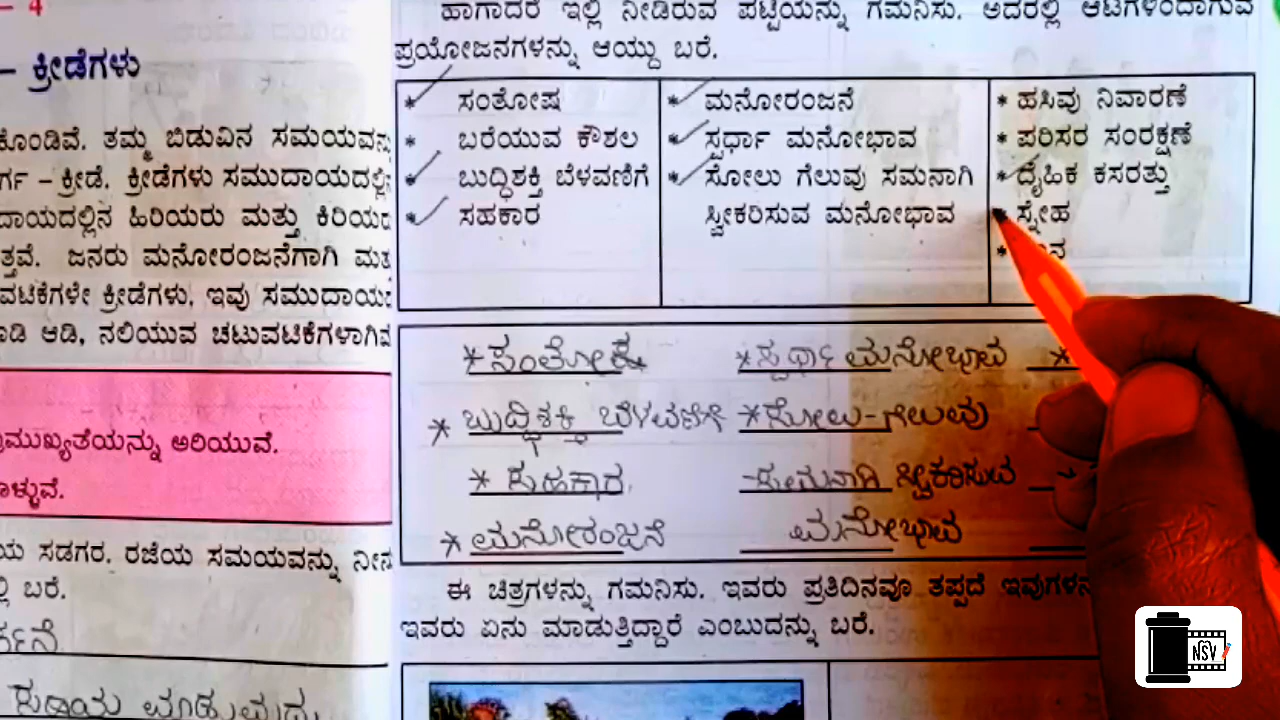 – 4
– ಕ್ರೀಡೆಗಳು
ಕೊಂಡಿವೆ. ತಮ್ಮ ಬಿಡುವಿನ ಸಮಯವನ್ನು
ರ್ಗ – ಕ್ರೀಡೆ. ಕ್ರೀಡೆಗಳು ಸಮುದಾಯದಲ್ಲಿ
ದಾಯದಲ್ಲಿನ ಹಿರಿಯರು ಮತ್ತು ಕಿರಿಯ
ತ್ತವೆ. ಜನರು ಮನೋರಂಜನೆಗಾಗಿ ಮತ್ತ
ವಟಿಕೆಗಳೇ ಕ್ರೀಡೆಗಳು. ಇವು ಸಮುದಾಯ
ಾಡಿ ಆಡಿ, ನಲಿಯುವ ಚಟುವಟಿಕೆಗಳಾಗಿವ
ಮುಖ್ಯತೆಯನ್ನು ಅರಿಯುವೆ.
ಳ್ಳುವೆ.
ಯ ಸಡಗರ. ರಜೆಯ ಸಮಯವನ್ನು ನೀನ
ಲ್ಲಿ ಬರೆ.
ಹಾಗಾದರೆ ಇಲ್ಲಿ ನೀಡಿರುವ ಪಟ್ಟಿಯನ್ನು ಗಮನಿಸು. ಅದರಲ್ಲಿ ಆಟಗಳಿಂದಾಗುವ
ಪ್ರಯೋಜನಗಳನ್ನು ಆಯ್ದು ಬರೆ.
* ಸಂತೋಷ
* ಬರೆಯುವ ಕೌಶಲ
* ಬುದ್ಧಿಶಕ್ತಿ ಬೆಳವಣಿಗೆ
* ಸಹಕಾರ
* ಮನೋರಂಜನೆ
* ಸ್ಪರ್ಧಾ ಮನೋಭಾವ
* ಸೋಲು ಗೆಲುವು ಸಮನಾಗಿ
ಸ್ವೀಕರಿಸುವ ಮನೋಭಾವ
* ಹಸಿವು ನಿವಾರಣೆ
* ಪರಿಸರ ಸಂರಕ್ಷಣೆ
* ದೈಹಿಕ ಕಸರತ್ತು
* ಸ್ನೇಹ
* ಸಂತೋಷ
* ಬುದ್ಧಿಶಕ್ತಿ ಬೆಳವಣಿಗೆ
* ಸಹಕಾರ
* ಮನೋರಂಜನೆ
* ಸ್ಪರ್ಧಾ ಮನೋಭಾವ
* ಸೋಲು-ಗೆಲುವು
ಸಮನಾಗಿ ಸ್ವೀಕರಿಸುವ
ಮನೋಭಾವ
ಈ ಚಿತ್ರಗಳನ್ನು ಗಮನಿಸು. ಇವರು ಪ್ರತಿದಿನವೂ ತಪ್ಪದೆ
ಇವರು ಏನು ಮಾಡುತ್ತಿದ್ದಾರೆ ಎಂಬುದನ್ನು ಬರೆ.
NSV